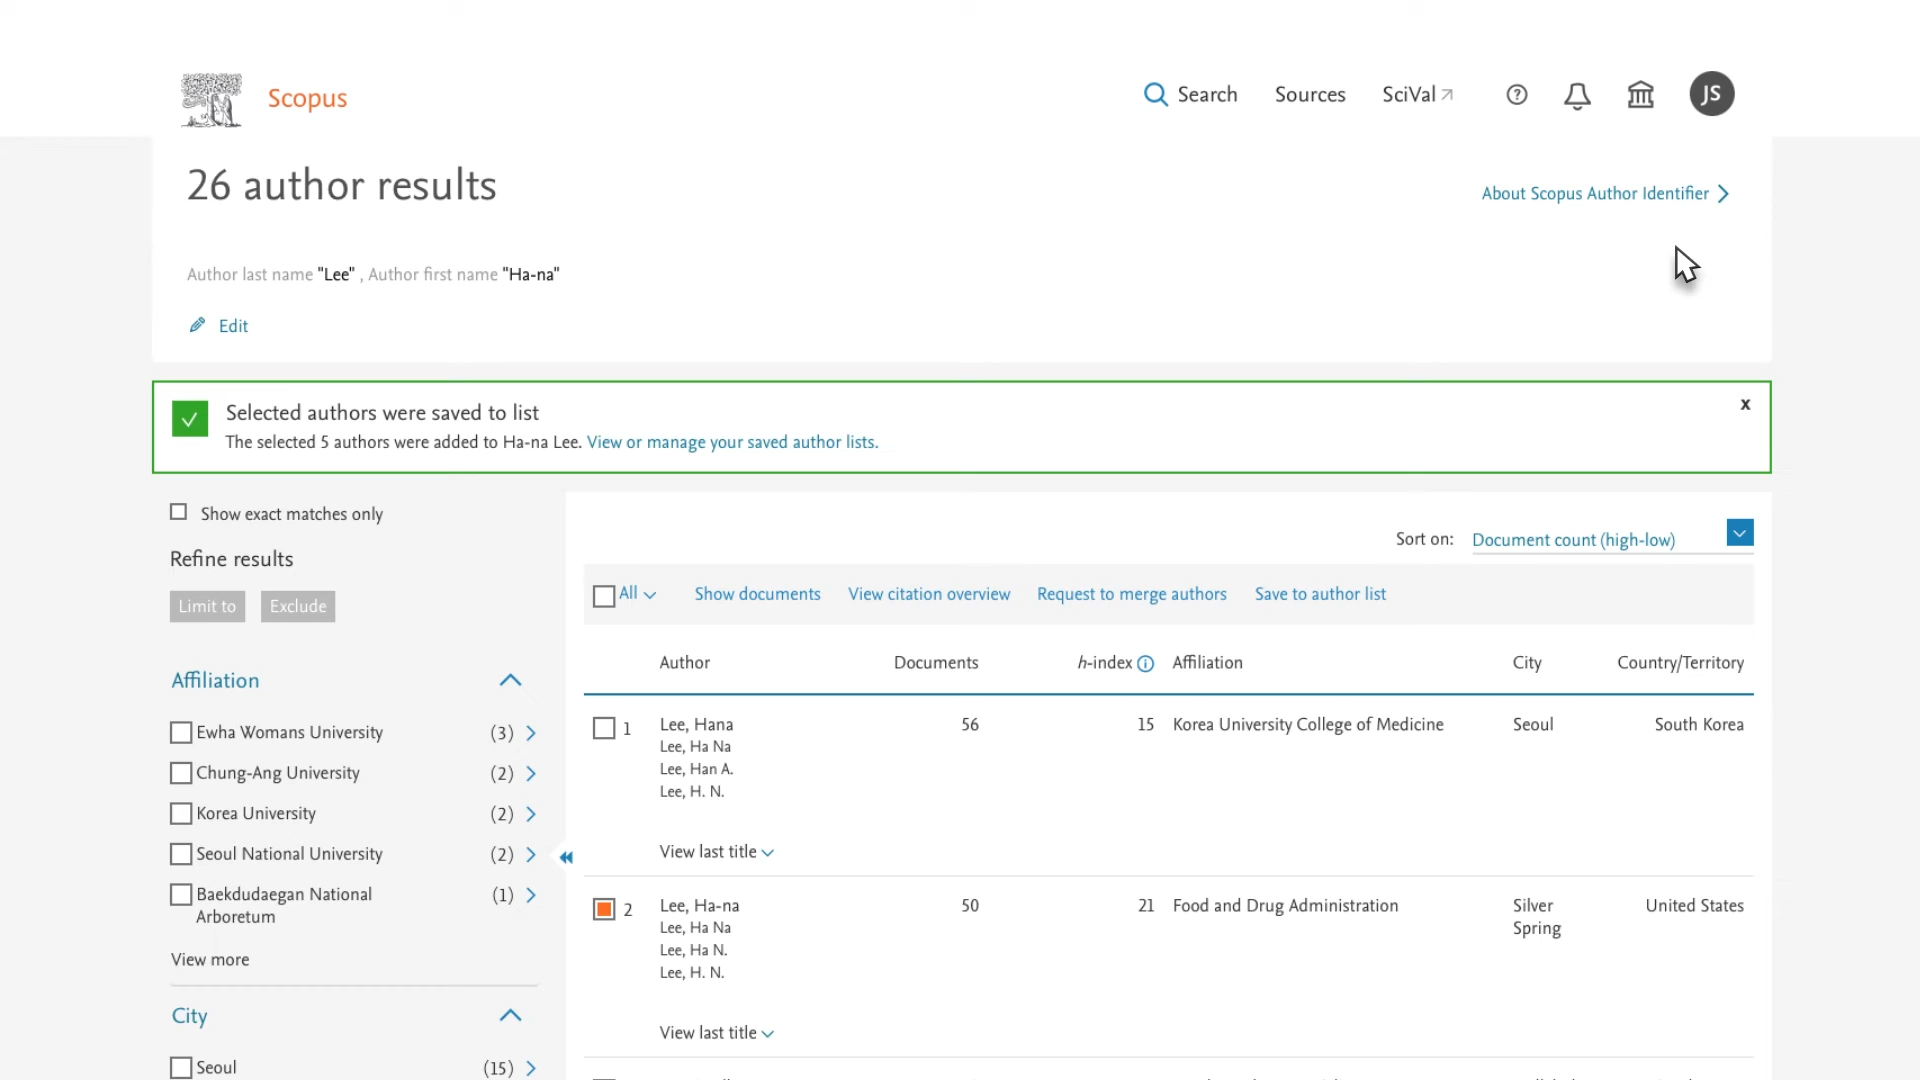 Scopus
Search
Sources
SciVal
JS
26 author results
About Scopus Author Identifier
Author last name "Lee" , Author first name "Ha-na"
Edit
Selected authors were saved to list
x
The selected 5 authors were added to Ha-na Lee. View or manage your saved author lists.
Show exact matches only
Refine results
Limit to
Exclude
Affiliation
Ewha Womans University (3)
Chung-Ang University (2)
Korea University (2)
Seoul National University (2)
Baekdudaegan National (1)
Arboretum
View more
City
Seoul (15)
Sort on: Document count (high-low)
All
Show documents
View citation overview
Request to merge authors
Save to author list
Author Documents h-index Affiliation City Country/Territory
1 Lee, Hana 56 15 Korea University College of Medicine Seoul South Korea
Lee, Ha Na
Lee, Han A.
Lee, H. N.
View last title
2 Lee, Ha-na 50 21 Food and Drug Administration Silver United States
Lee, Ha Na Spring
Lee, Ha N.
Lee, H. N.
View last title